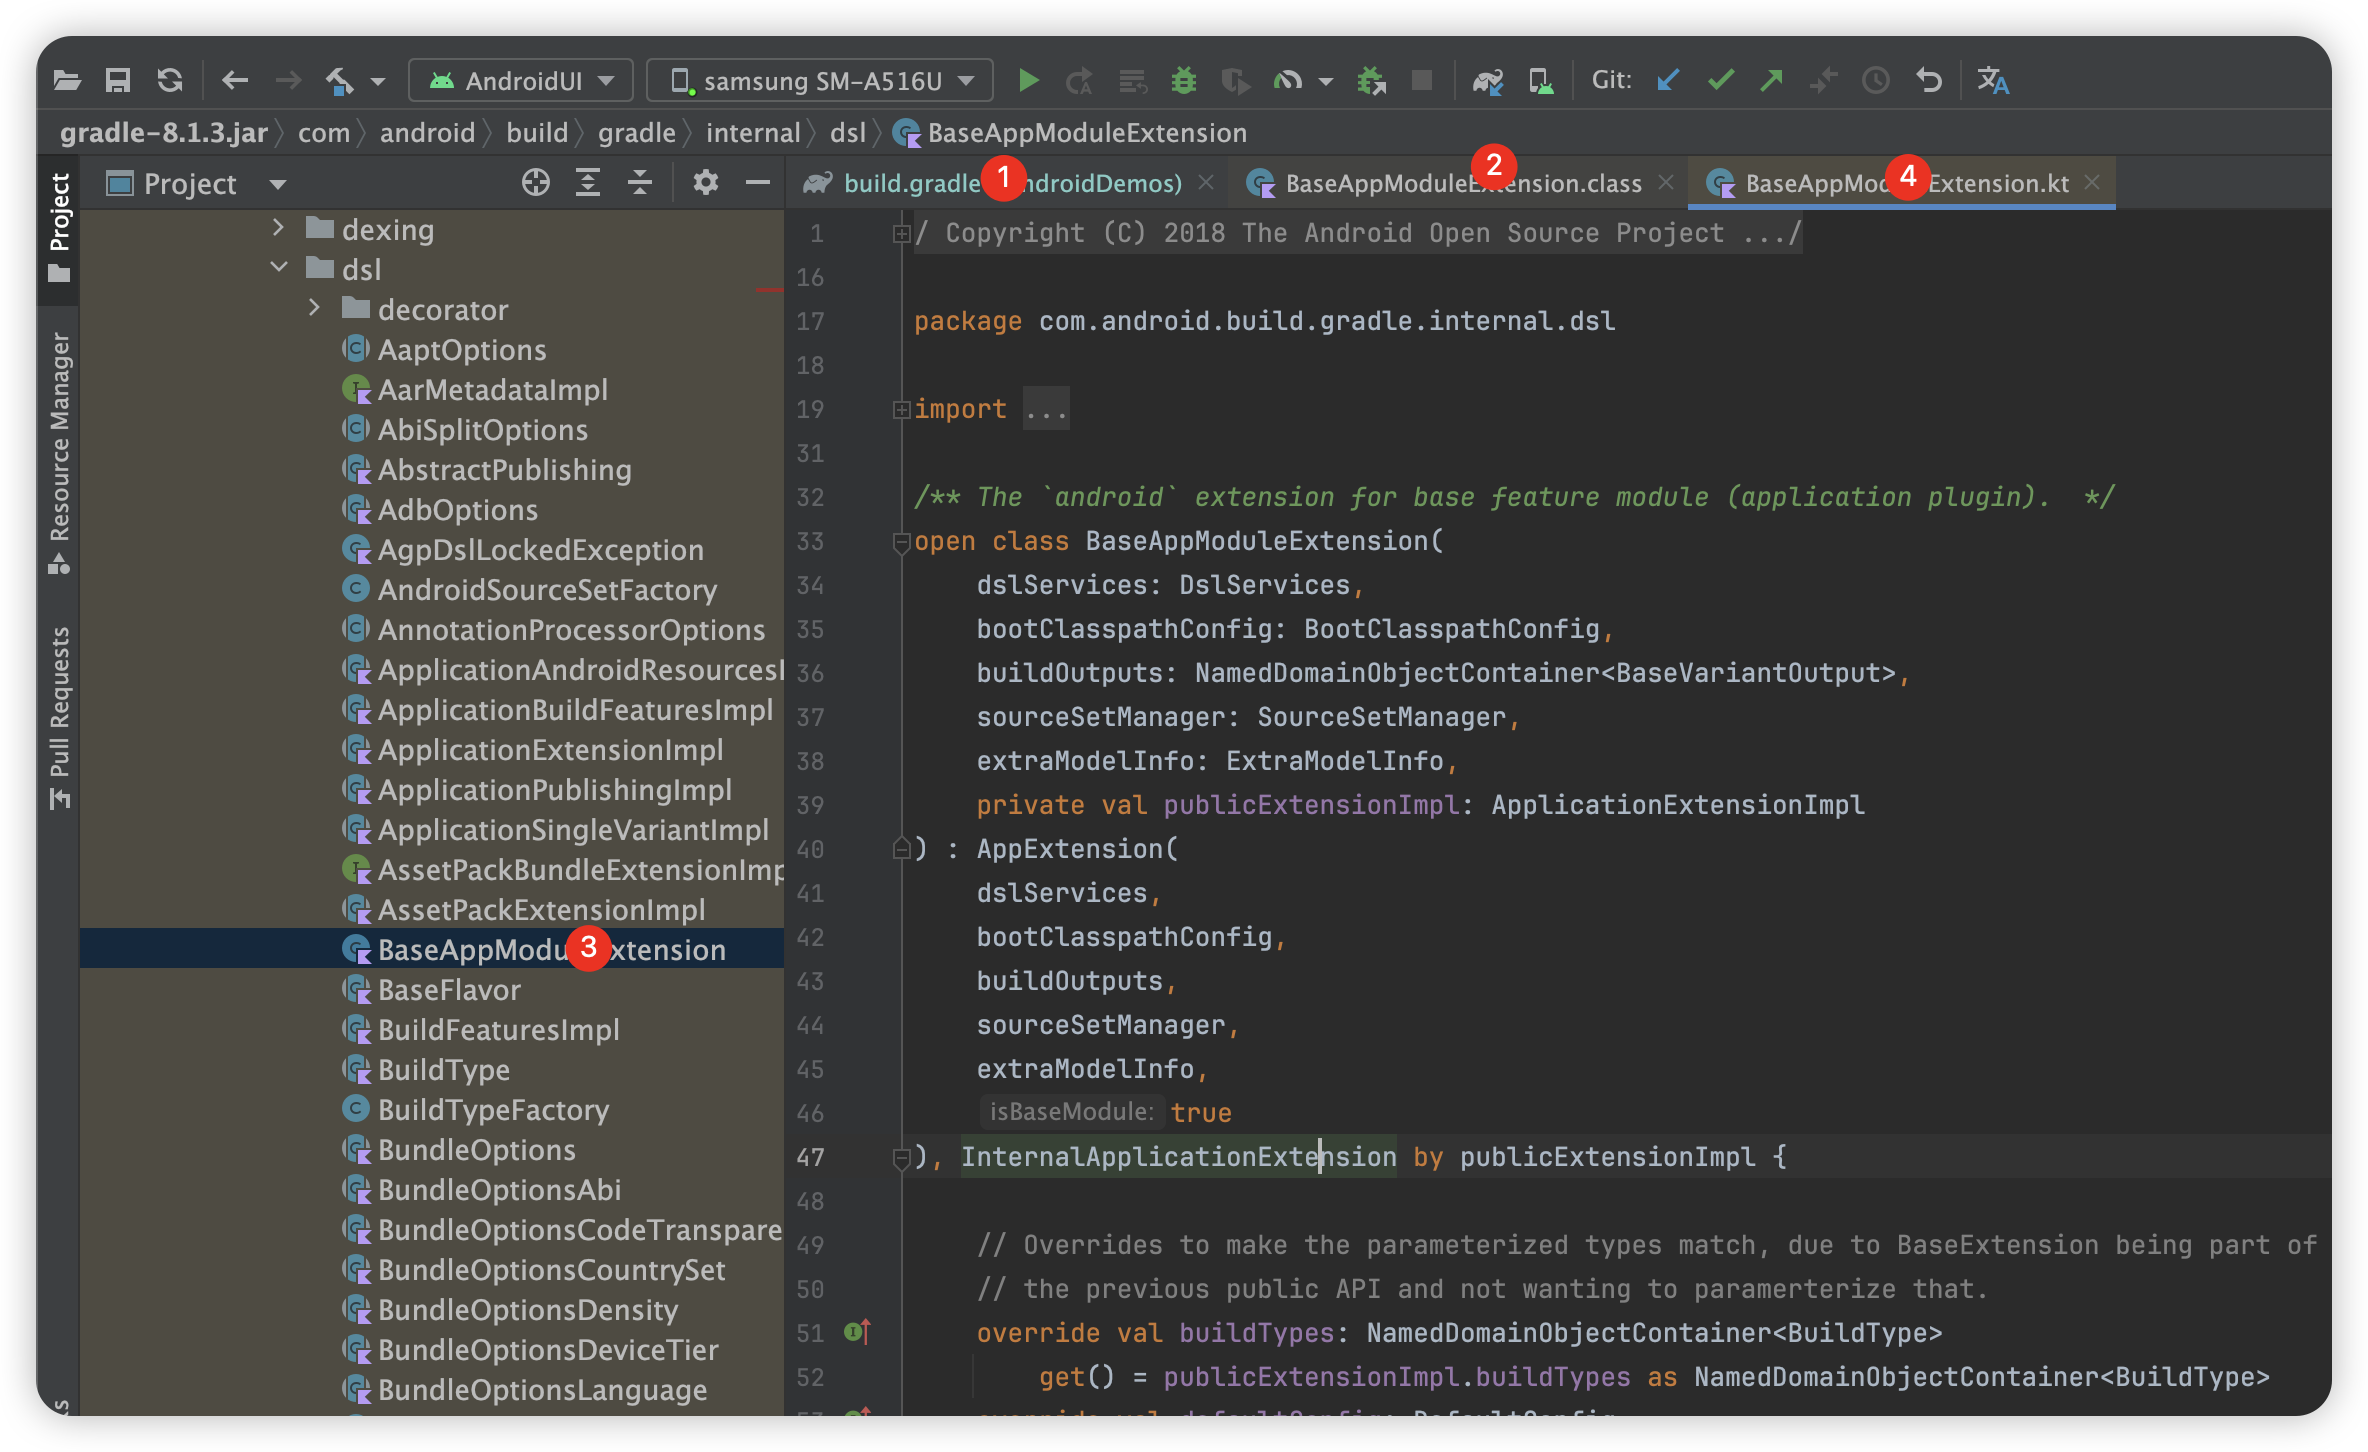 AndroidUI
samsung SM-A516U
Git:
gradle-8.1.3.jar com android build gradle internal dsl BaseAppModuleExtension
Project
Resource Manager
Pull Requests
Project
dexing
dsl
decorator
AaptOptions
AarMetadataImpl
AbiSplitOptions
AbstractPublishing
AdbOptions
AgpDslLockedException
AndroidSourceSetFactory
AnnotationProcessorOptions
ApplicationAndroidResources
ApplicationBuildFeaturesImpl
ApplicationExtensionImpl
ApplicationPublishingImpl
ApplicationSingleVariantImpl
AssetPackBundleExtensionImp
AssetPackExtensionImpl
BaseAppModu 3 xtension
BaseFlavor
BuildFeaturesImpl
BuildType
BuildTypeFactory
BundleOptions
BundleOptionsAbi
BundleOptionsCodeTranspare
BundleOptionsCountrySet
BundleOptionsDensity
BundleOptionsDeviceTier
BundleOptionsLanguage
build.gradle 1 ndroidDemos)
BaseAppModuleExtension.class
2
BaseAppMod 4 Extension.kt
1 / Copyright (C) 2018 The Android Open Source Project .../
16
17 package com.android.build.gradle.internal.dsl
18
19 import ...
31
32 /** The `android` extension for base feature module (application plugin).  */
33 open class BaseAppModuleExtension(
34 dslServices: DslServices,
35 bootClasspathConfig: BootClasspathConfig,
36 buildOutputs: NamedDomainObjectContainer<BaseVariantOutput>,
37 sourceSetManager: SourceSetManager,
38 extraModelInfo: ExtraModelInfo,
39 private val publicExtensionImpl: ApplicationExtensionImpl
40 ) : AppExtension(
41 dslServices,
42 bootClasspathConfig,
43 buildOutputs,
44 sourceSetManager,
45 extraModelInfo,
46 isBaseModule: true
47 ), InternalApplicationExtension by publicExtensionImpl {
48
49 // Overrides to make the parameterized types match, due to BaseExtension being part of
50 // the previous public API and not wanting to paramerterize that.
51 override val buildTypes: NamedDomainObjectContainer<BuildType>
52 get() = publicExtensionImpl.buildTypes as NamedDomainObjectContainer<BuildType>